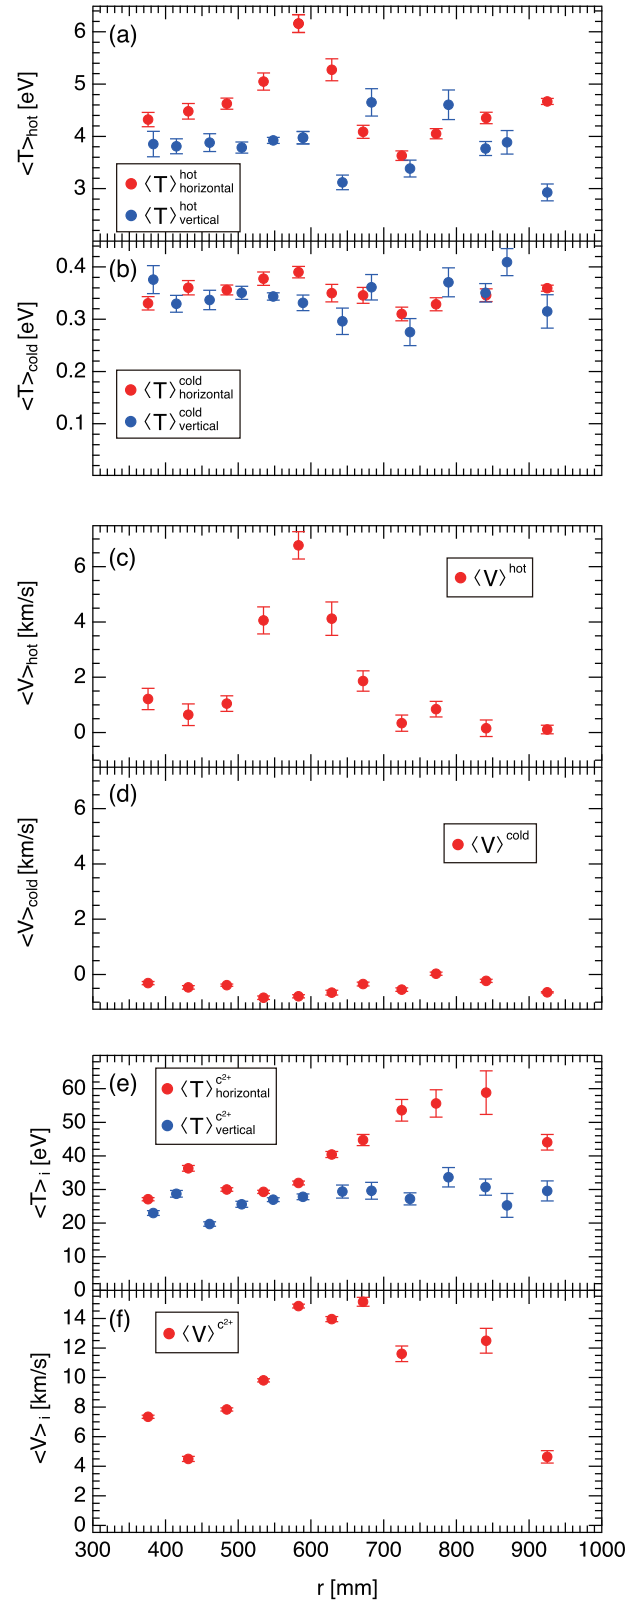 (a)
6
5
4
3
<T>hot [eV]
⟨T⟩ hot horizontal
⟨T⟩ hot vertical
(b)
0.4
0.3
0.2
0.1
<T>cold [eV]
⟨T⟩ cold horizontal
⟨T⟩ cold vertical
(c)
6
4
2
0
<V>hot [km/s]
⟨V⟩ hot
(d)
6
4
2
0
<V>cold [km/s]
⟨V⟩ cold
(e)
60
50
40
30
20
10
0
<T> i [eV]
⟨T⟩ c²⁺ horizontal
⟨T⟩ c²⁺ vertical
(f)
14
12
10
8
6
4
2
0
<V> i [km/s]
⟨V⟩ c²⁺
300 400 500 600 700 800 900 1000
r [mm]